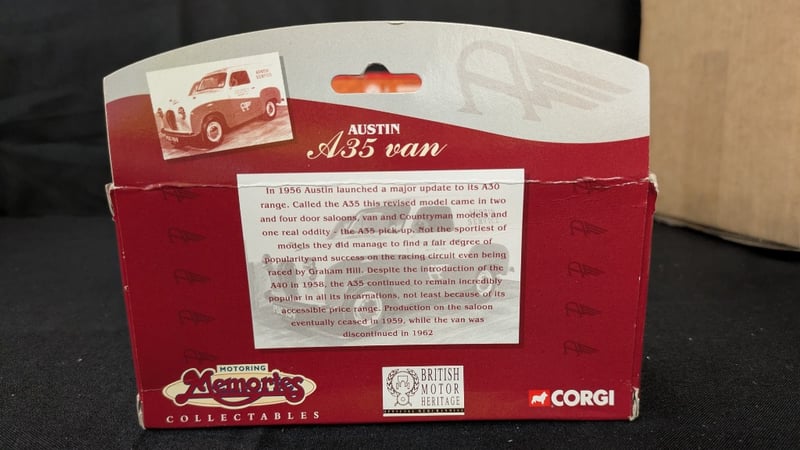 AUSTIN
A35 van
In 1956 Austin launched a major update to its A30
range. Called the A35 this revised model came in two
and four door saloons, van and Countryman models and
one real oddity - the A35 pick-up. Not the sportiest of
models they did manage to find a fair degree of
popularity and success on the racing circuit even being
raced by Graham Hill. Despite the introduction of the
A40 in 1958, the A35 continued to remain incredibly
popular in all its incarnations, not least because of its
accessible price range. Production on the saloon
eventually ceased in 1959, while the van was
discontinued in 1962
MOTORING
Memories
COLLECTABLES
BRITISH
MOTOR
HERITAGE
CORGI